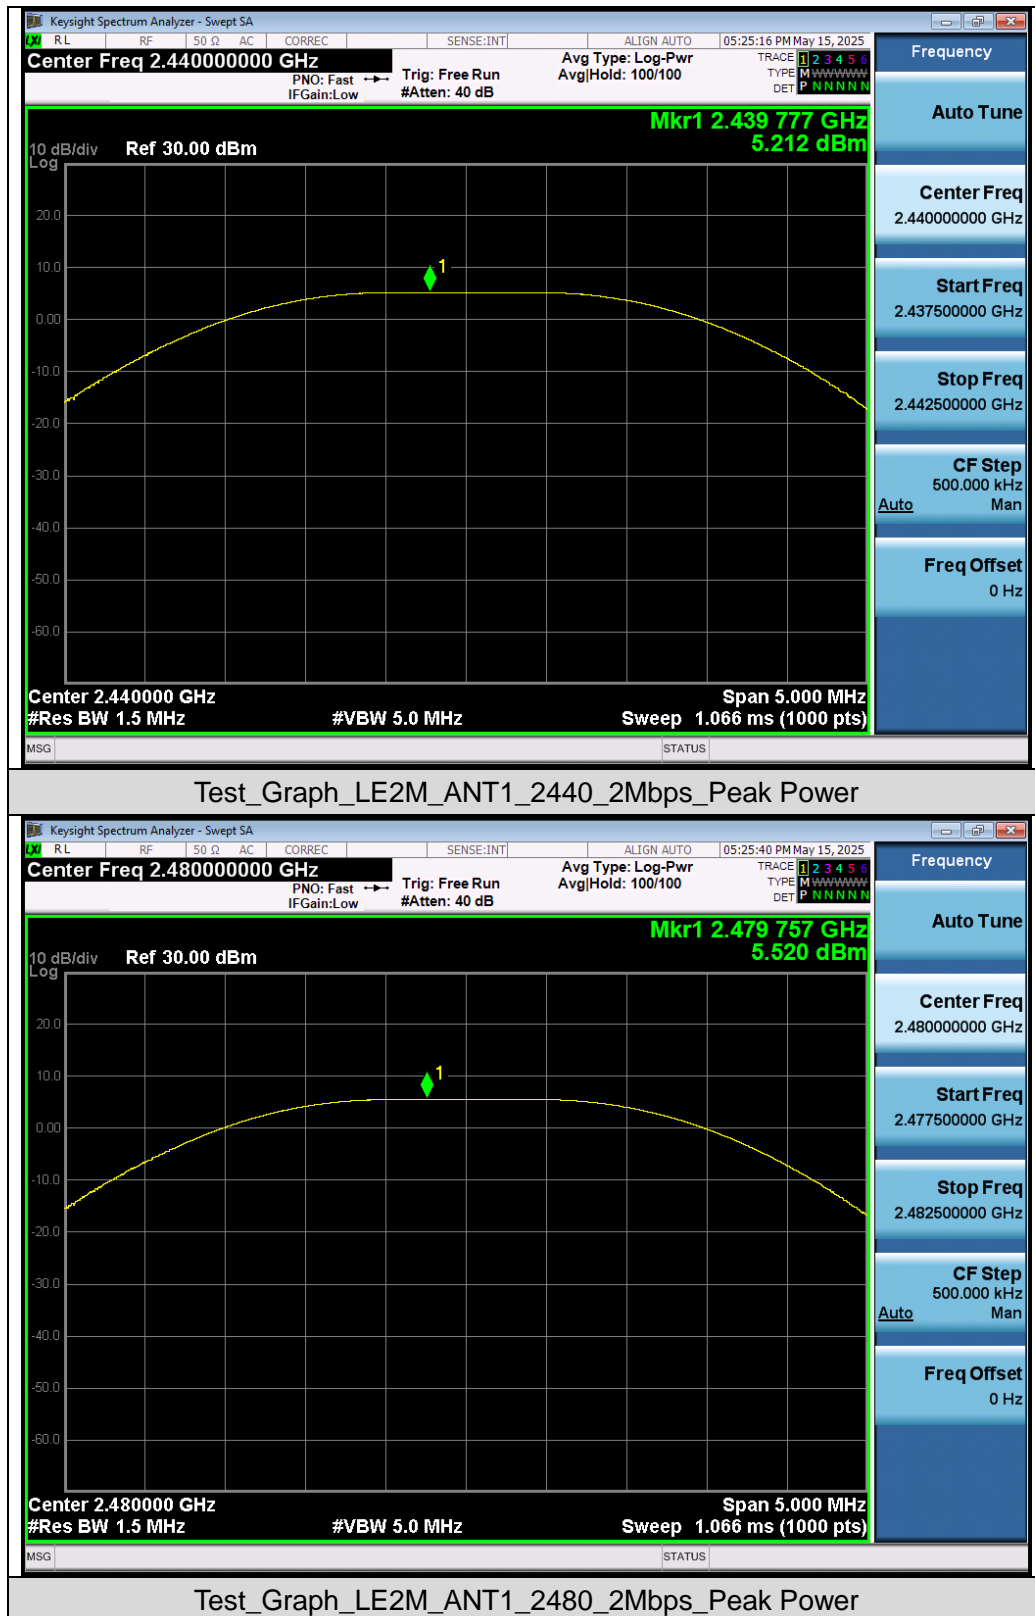 Keysight Spectrum Analyzer - Swept SA
LXI RL RF 50 Ω AC CORREC SENSE:INT ALIGN AUTO 05:25:16 PM May 15, 2025
Center Freq 2.440000000 GHz
PNO: Fast
IFGain:Low
Trig: Free Run
#Atten: 40 dB
Avg Type: Log-Pwr
Avg|Hold: 100/100
TRACE 1 2 3 4 5 6
TYPE M WWWWW
DET P N N N N N
Frequency
Auto Tune
Center Freq
2.440000000 GHz
Start Freq
2.437500000 GHz
Stop Freq
2.442500000 GHz
CF Step
500.000 kHz
Auto Man
Freq Offset
0 Hz
Mkr1 2.439 777 GHz
5.212 dBm
10 dB/div Ref 30.00 dBm
Log
20.0
1
10.0
0.00
-10.0
-20.0
-30.0
-40.0
-50.0
-60.0
Center 2.440000 GHz Span 5.000 MHz
#Res BW 1.5 MHz #VBW 5.0 MHz Sweep 1.066 ms (1000 pts)
MSG STATUS
Test_Graph_LE2M_ANT1_2440_2Mbps_Peak Power
Keysight Spectrum Analyzer - Swept SA
LXI RL RF 50 Ω AC CORREC SENSE:INT ALIGN AUTO 05:25:40 PM May 15, 2025
Center Freq 2.480000000 GHz
PNO: Fast
IFGain:Low
Trig: Free Run
#Atten: 40 dB
Avg Type: Log-Pwr
Avg|Hold: 100/100
TRACE 1 2 3 4 5 6
TYPE M WWWWW
DET P N N N N N
Frequency
Auto Tune
Center Freq
2.480000000 GHz
Start Freq
2.477500000 GHz
Stop Freq
2.482500000 GHz
CF Step
500.000 kHz
Auto Man
Freq Offset
0 Hz
Mkr1 2.479 757 GHz
5.520 dBm
10 dB/div Ref 30.00 dBm
Log
20.0
1
10.0
0.00
-10.0
-20.0
-30.0
-40.0
-50.0
-60.0
Center 2.480000 GHz Span 5.000 MHz
#Res BW 1.5 MHz #VBW 5.0 MHz Sweep 1.066 ms (1000 pts)
MSG STATUS
Test_Graph_LE2M_ANT1_2480_2Mbps_Peak Power